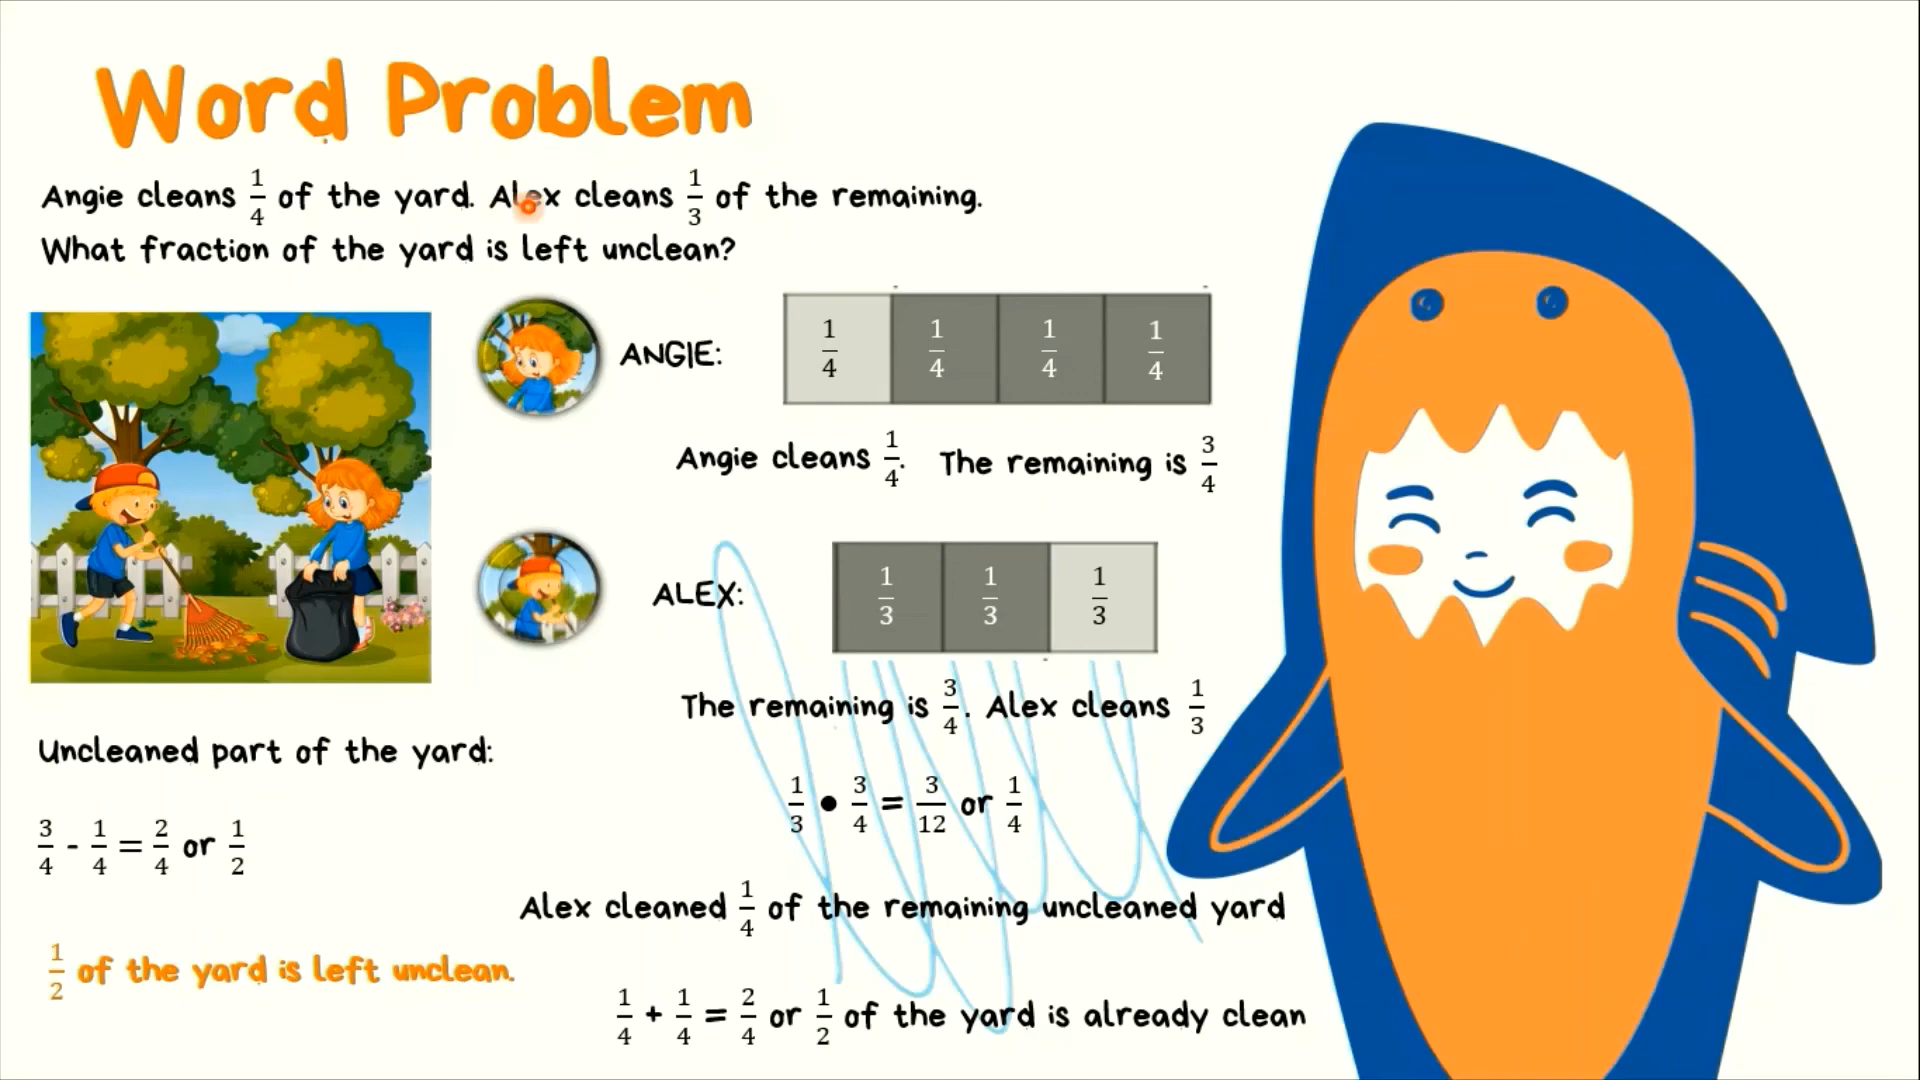 Word Problem
Angie cleans 1/4 of the yard. Alex cleans 1/3 of the remaining.
What fraction of the yard is left unclean?
ANGIE: 1/4 1/4 1/4 1/4
Angie cleans 1/4. The remaining is 3/4
ALEX: 1/3 1/3 1/3
The remaining is 3/4. Alex cleans 1/3
1/3 • 3/4 = 3/12 or 1/4
Alex cleaned 1/4 of the remaining uncleaned yard
1/4 + 1/4 = 2/4 or 1/2 of the yard is already clean
Uncleaned part of the yard:
3/4 - 1/4 = 2/4 or 1/2
1/2 of the yard is left unclean.